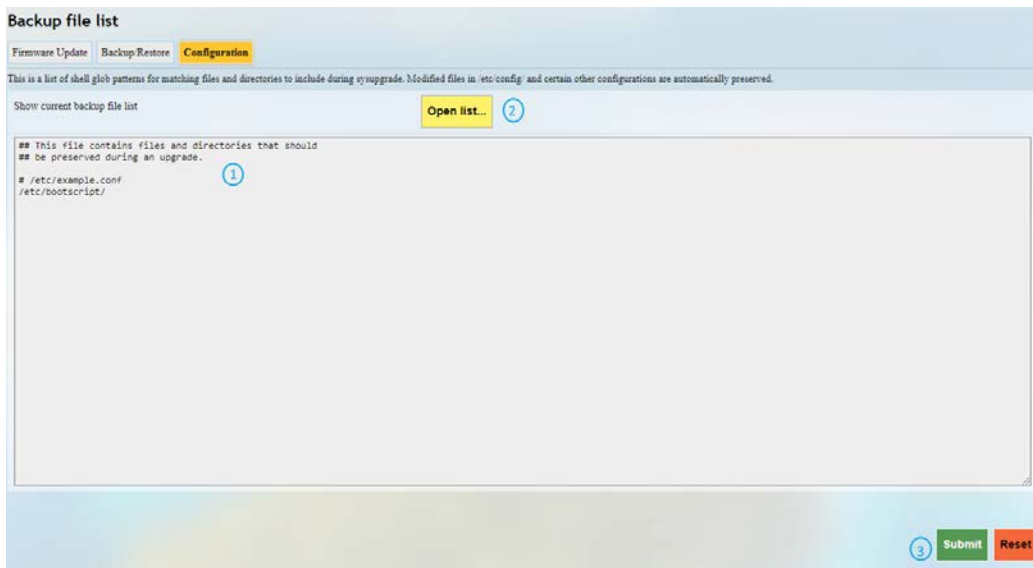 Backup file list
Firmware Update Backup/Restore Configuration
This is a list of shell glob patterns for matching files and directories to include during sysupgrade. Modified files in /etc/config/ and certain other configurations are automatically preserved.
Show current backup file list
Open list... 2
## This file contains files and directories that should
## be preserved during an upgrade.
1
# /etc/example.conf
/etc/bootscript/
3 Submit Reset